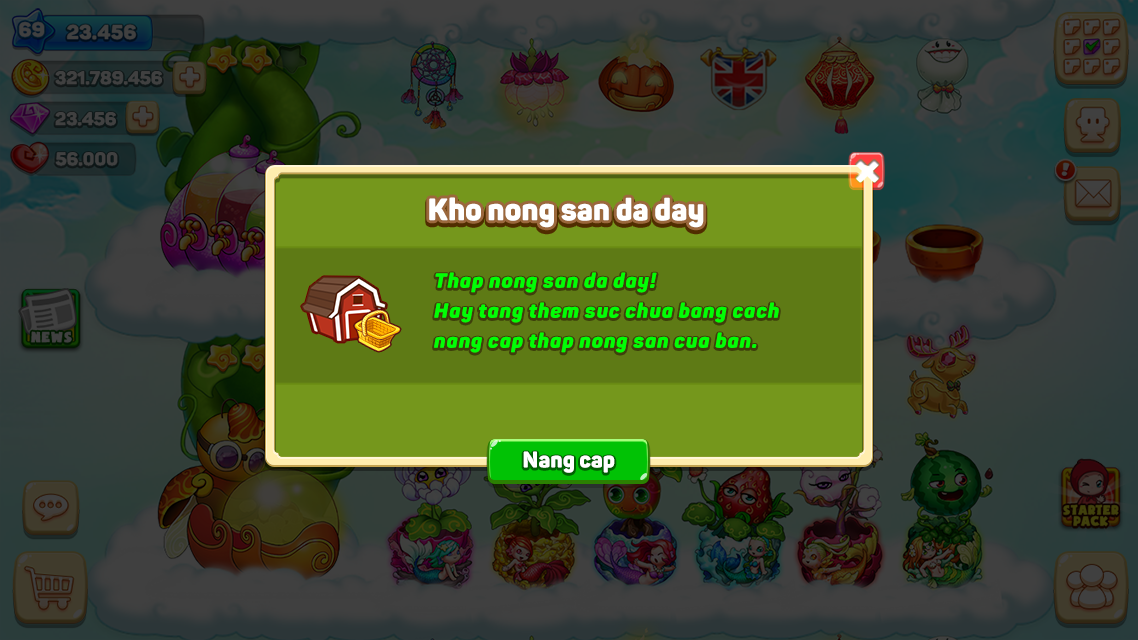 69
23.456
321.789.456
23.456
56.000
Kho nong san da day
Thap nong san da day!
Hay tang them suc chua bang cach
nang cap thap nong san cua ban.
Nang cap
NEWS
STARTER
PACK